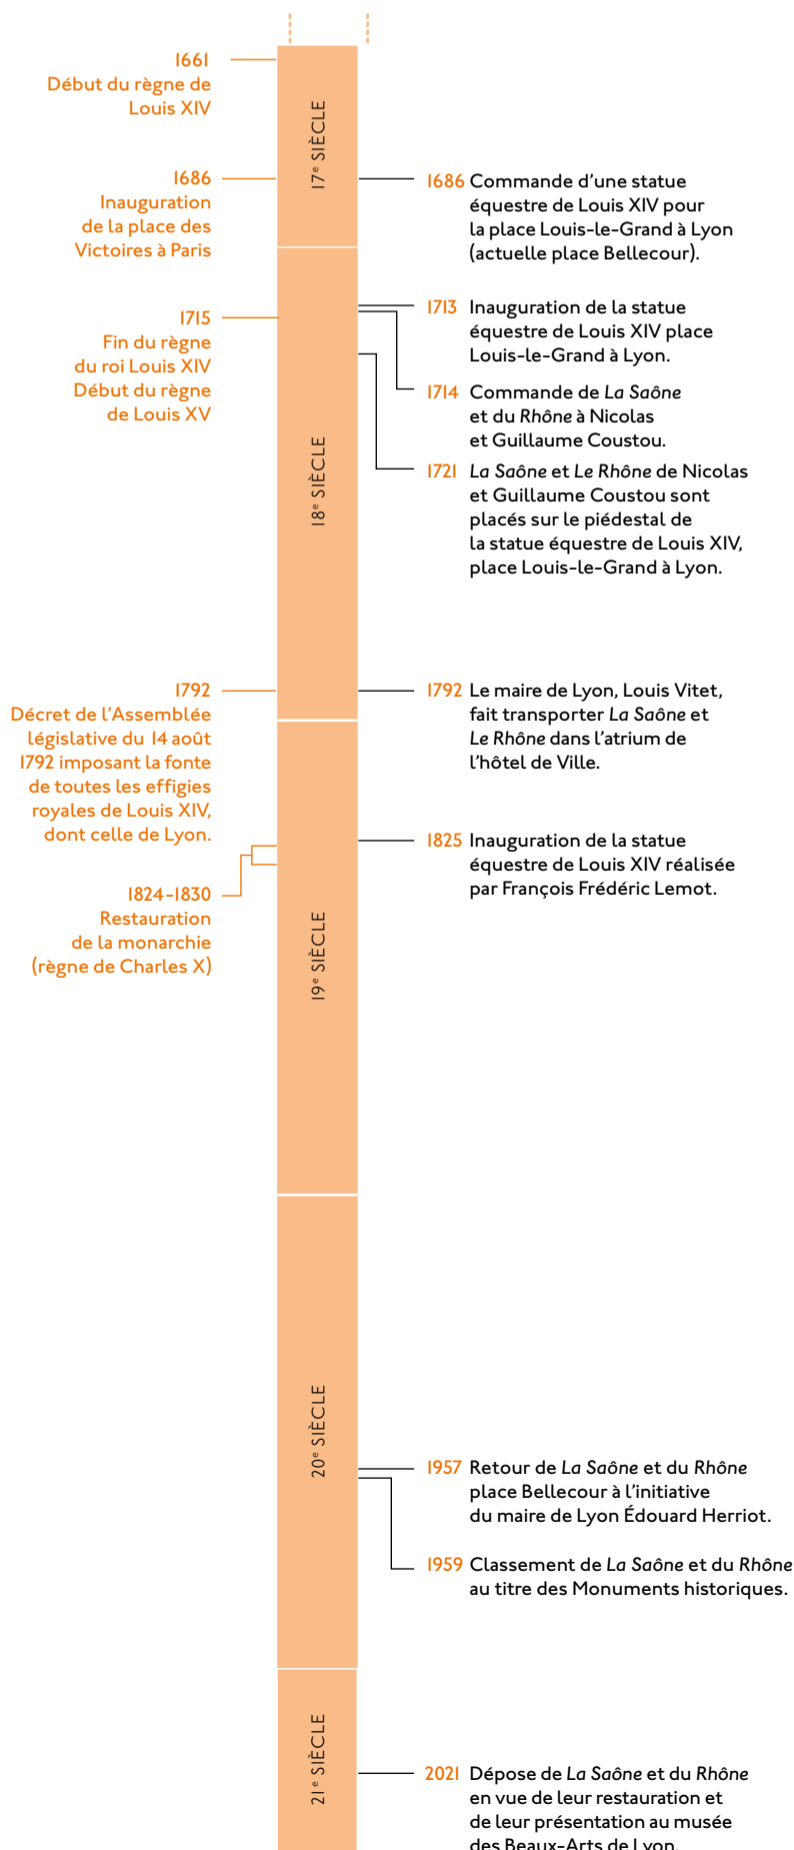 1661
Début du règne de
Louis XIV
1686
Inauguration
de la place des
Victoires à Paris
1715
Fin du règne
du roi Louis XIV
Début du règne
de Louis XV
1792
Décret de l’Assemblée
législative du 14 août
1792 imposant la fonte
de toutes les effigies
royales de Louis XIV,
dont celle de Lyon.
1824-1830
Restauration
de la monarchie
(règne de Charles X)
17e SIÈCLE
18e SIÈCLE
19e SIÈCLE
20e SIÈCLE
21e SIÈCLE
1686 Commande d’une statue
équestre de Louis XIV pour
la place Louis-le-Grand à Lyon
(actuelle place Bellecour).
1713 Inauguration de la statue
équestre de Louis XIV place
Louis-le-Grand à Lyon.
1714 Commande de La Saône
et du Rhône à Nicolas
et Guillaume Coustou.
1721 La Saône et Le Rhône de Nicolas
et Guillaume Coustou sont
placés sur le piédestal de
la statue équestre de Louis XIV,
place Louis-le-Grand à Lyon.
1792 Le maire de Lyon, Louis Vitet,
fait transporter La Saône et
Le Rhône dans l’atrium de
l’hôtel de Ville.
1825 Inauguration de la statue
équestre de Louis XIV réalisée
par François Frédéric Lemot.
1957 Retour de La Saône et du Rhône
place Bellecour à l’initiative
du maire de Lyon Édouard Herriot.
1959 Classement de La Saône et du Rhône
au titre des Monuments historiques.
2021 Dépose de La Saône et du Rhône
en vue de leur restauration et
de leur présentation au musée
des Beaux-Arts de Lyon.